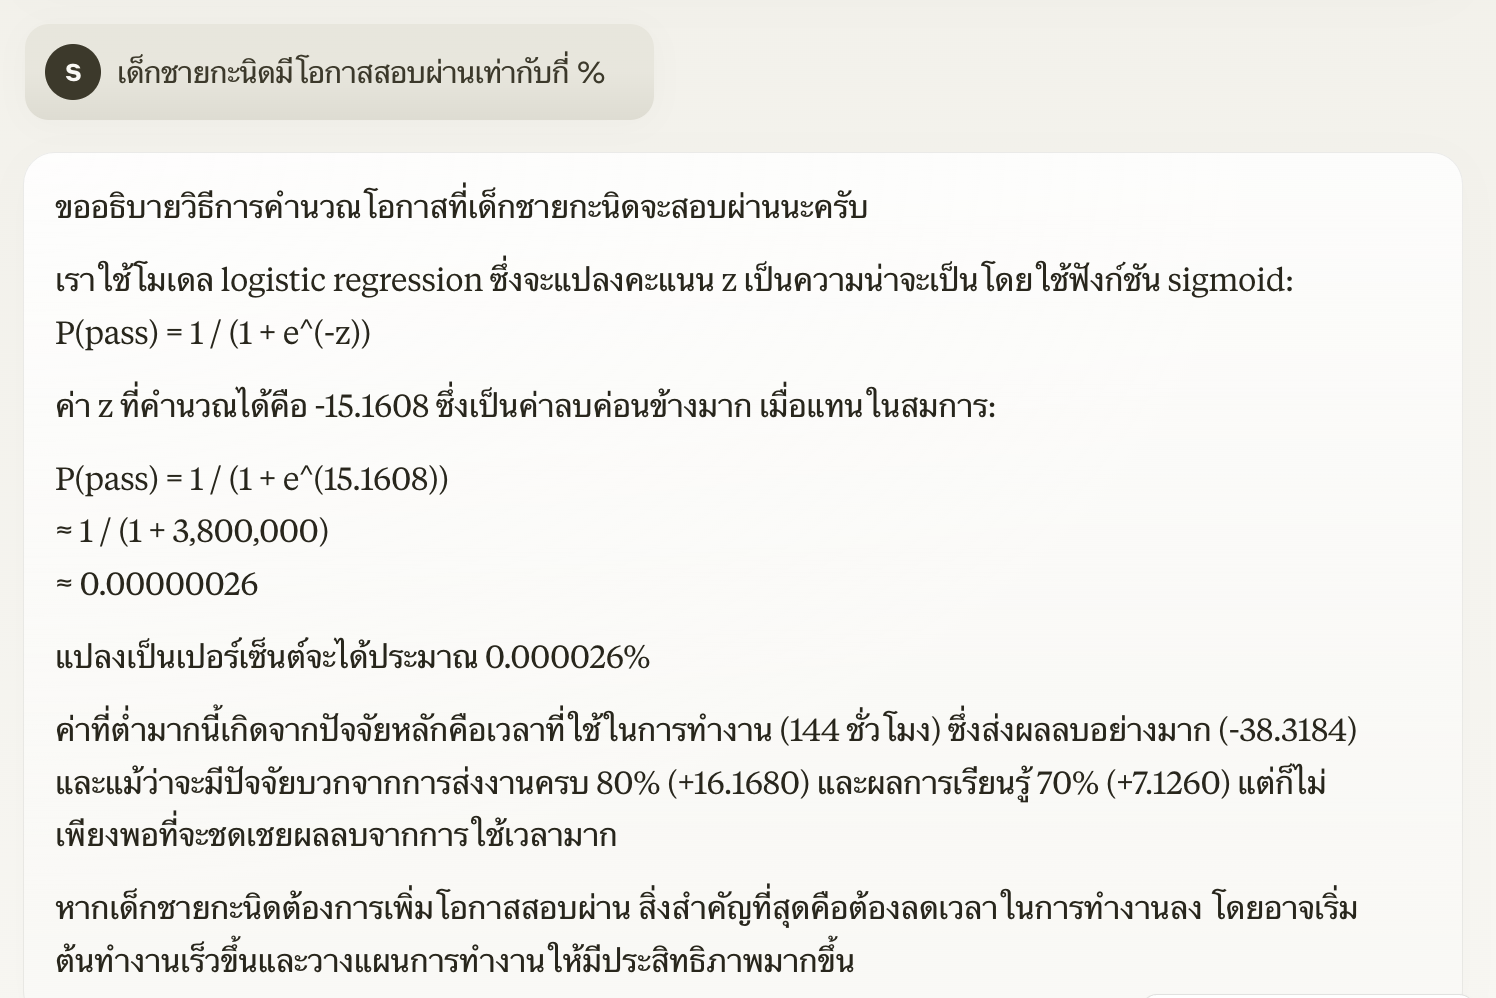 S
เด็กชายกะนิดมีโอกาสสอบผ่านเท่ากับกี่ %
ขออธิบายวิธีการคำนวณโอกาสที่เด็กชายกะนิดจะสอบผ่านนะครับ
เราใช้โมเดล logistic regression ซึ่งจะแปลงคะแนน z เป็นความน่าจะเป็นโดยใช้ฟังก์ชัน sigmoid:
P(pass) = 1 / (1 + e^(-z))
ค่า z ที่คำนวณได้คือ -15.1608 ซึ่งเป็นค่าลบค่อนข้างมาก เมื่อแทนในสมการ:
P(pass) = 1 / (1 + e^(15.1608))
≈ 1 / (1 + 3,800,000)
≈ 0.00000026
แปลงเป็นเปอร์เซ็นต์จะได้ประมาณ 0.000026%
ค่าที่ต่ำมากนี้เกิดจากปัจจัยหลักคือเวลาที่ใช้ในการทำงาน (144 ชั่วโมง) ซึ่งส่งผลลบอย่างมาก (-38.3184)
และแม้ว่าจะมีปัจจัยบวกจากการส่งงานครบ 80% (+16.1680) และผลการเรียนรู้ 70% (+7.1260) แต่ก็ไม่
เพียงพอที่จะชดเชยผลลบจากการใช้เวลามาก
หากเด็กชายกะนิดต้องการเพิ่มโอกาสสอบผ่าน สิ่งสำคัญที่สุดคือต้องลดเวลาในการทำงานลง โดยอาจเริ่ม
ต้นทำงานเร็วขึ้นและวางแผนการทำงานให้มีประสิทธิภาพมากขึ้น